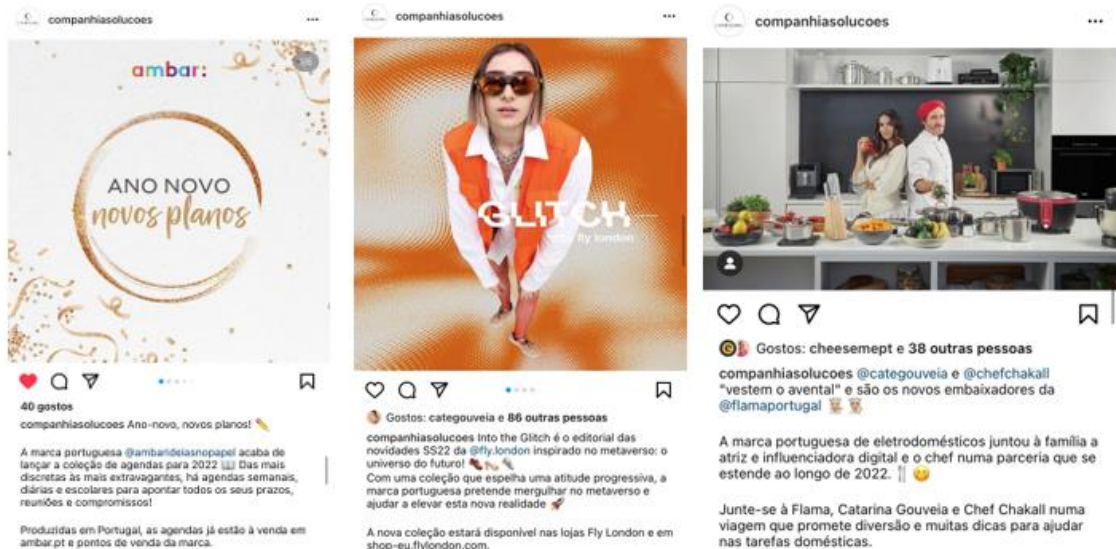 companhiasolucoes
ambar:
ANO NOVO
novos planos
40 gostos
companhiasolucoes Ano-novo, novos planos! ✏️
A marca portuguesa @ambarideiasnopapel acaba de
lançar a coleção de agendas para 2022 📖 Das mais
discretas às mais extravagantes, há agendas semanais,
diárias e escolares para apontar todos os seus prazos,
reuniões e compromissos!
Produzidas em Portugal, as agendas já estão à venda em
ambar.pt e pontos de venda da marca.
companhiasolucoes
GLITCH
fly london
Gostos: categouveia e 86 outras pessoas
companhiasolucoes Into the Glitch é o editorial das
novidades SS22 da @fly.london inspirado no metaverso: o
universo do futuro!
Com uma coleção que espelha uma atitude progressiva, a
marca portuguesa pretende mergulhar no metaverso e
ajudar a elevar esta nova realidade 🚀
A nova coleção estará disponível nas lojas Fly London e em
shop-eu.flylondon.com.
companhiasolucoes
Gostos: cheesemept e 38 outras pessoas
companhiasolucoes @categouveia e @chefchakall
"vestem o avental" e são os novos embaixadores da
@flamaportugal
A marca portuguesa de eletrodomésticos juntou à família a
atriz e influenciadora digital e o chef numa parceria que se
estende ao longo de 2022. 🍴😋
Junte-se à Flama, Catarina Gouveia e Chef Chakall numa
viagem que promete diversão e muitas dicas para ajudar
nas tarefas domésticas.